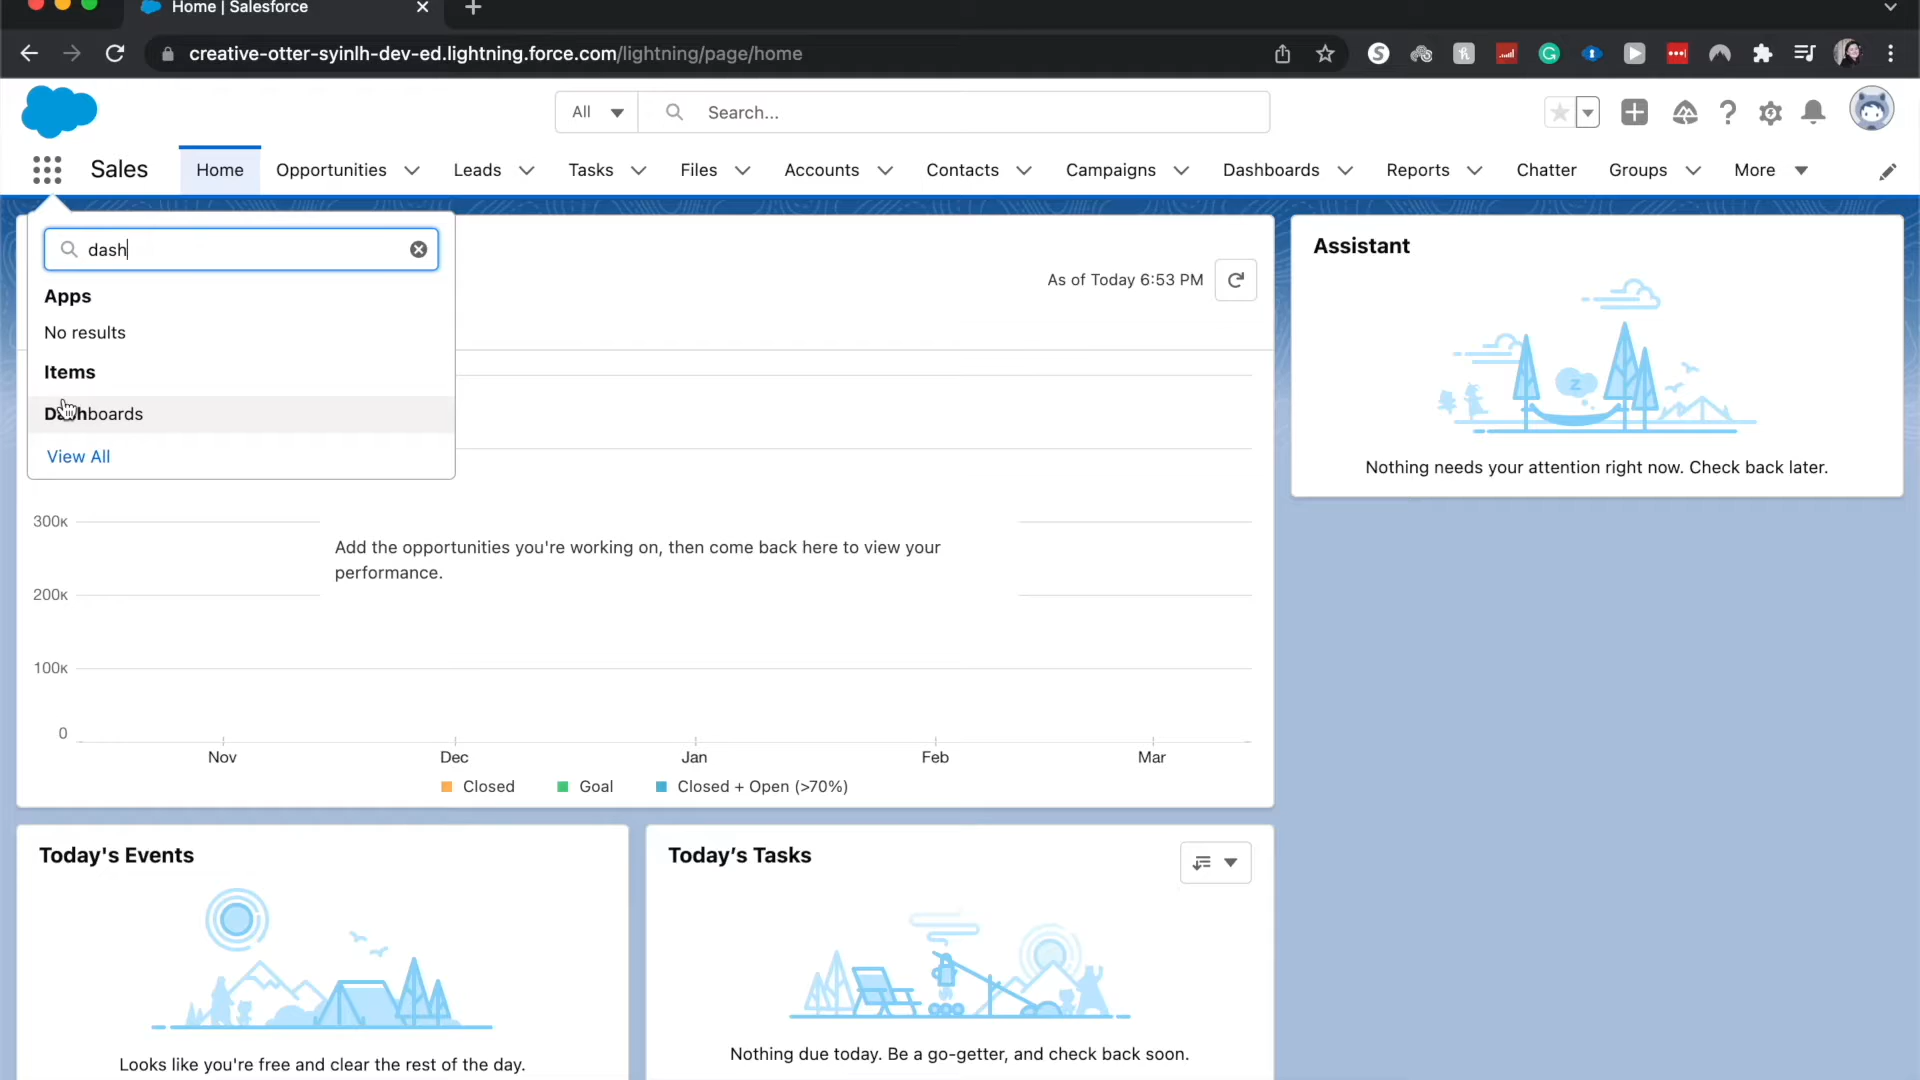 Home | Salesforce
creative-otter-syinlh-dev-ed.lightning.force.com/lightning/page/home
All
Search...
Sales
Home
Opportunities
Leads
Tasks
Files
Accounts
Contacts
Campaigns
Dashboards
Reports
Chatter
Groups
More
dash
Apps
No results
Items
Dashboards
View All
As of Today 6:53 PM
Assistant
Nothing needs your attention right now. Check back later.
Add the opportunities you're working on, then come back here to view your
performance.
300K
200K
100K
0
Nov
Dec
Jan
Feb
Mar
Closed
Goal
Closed + Open (>70%)
Today's Events
Looks like you're free and clear the rest of the day.
Today's Tasks
Nothing due today. Be a go-getter, and check back soon.